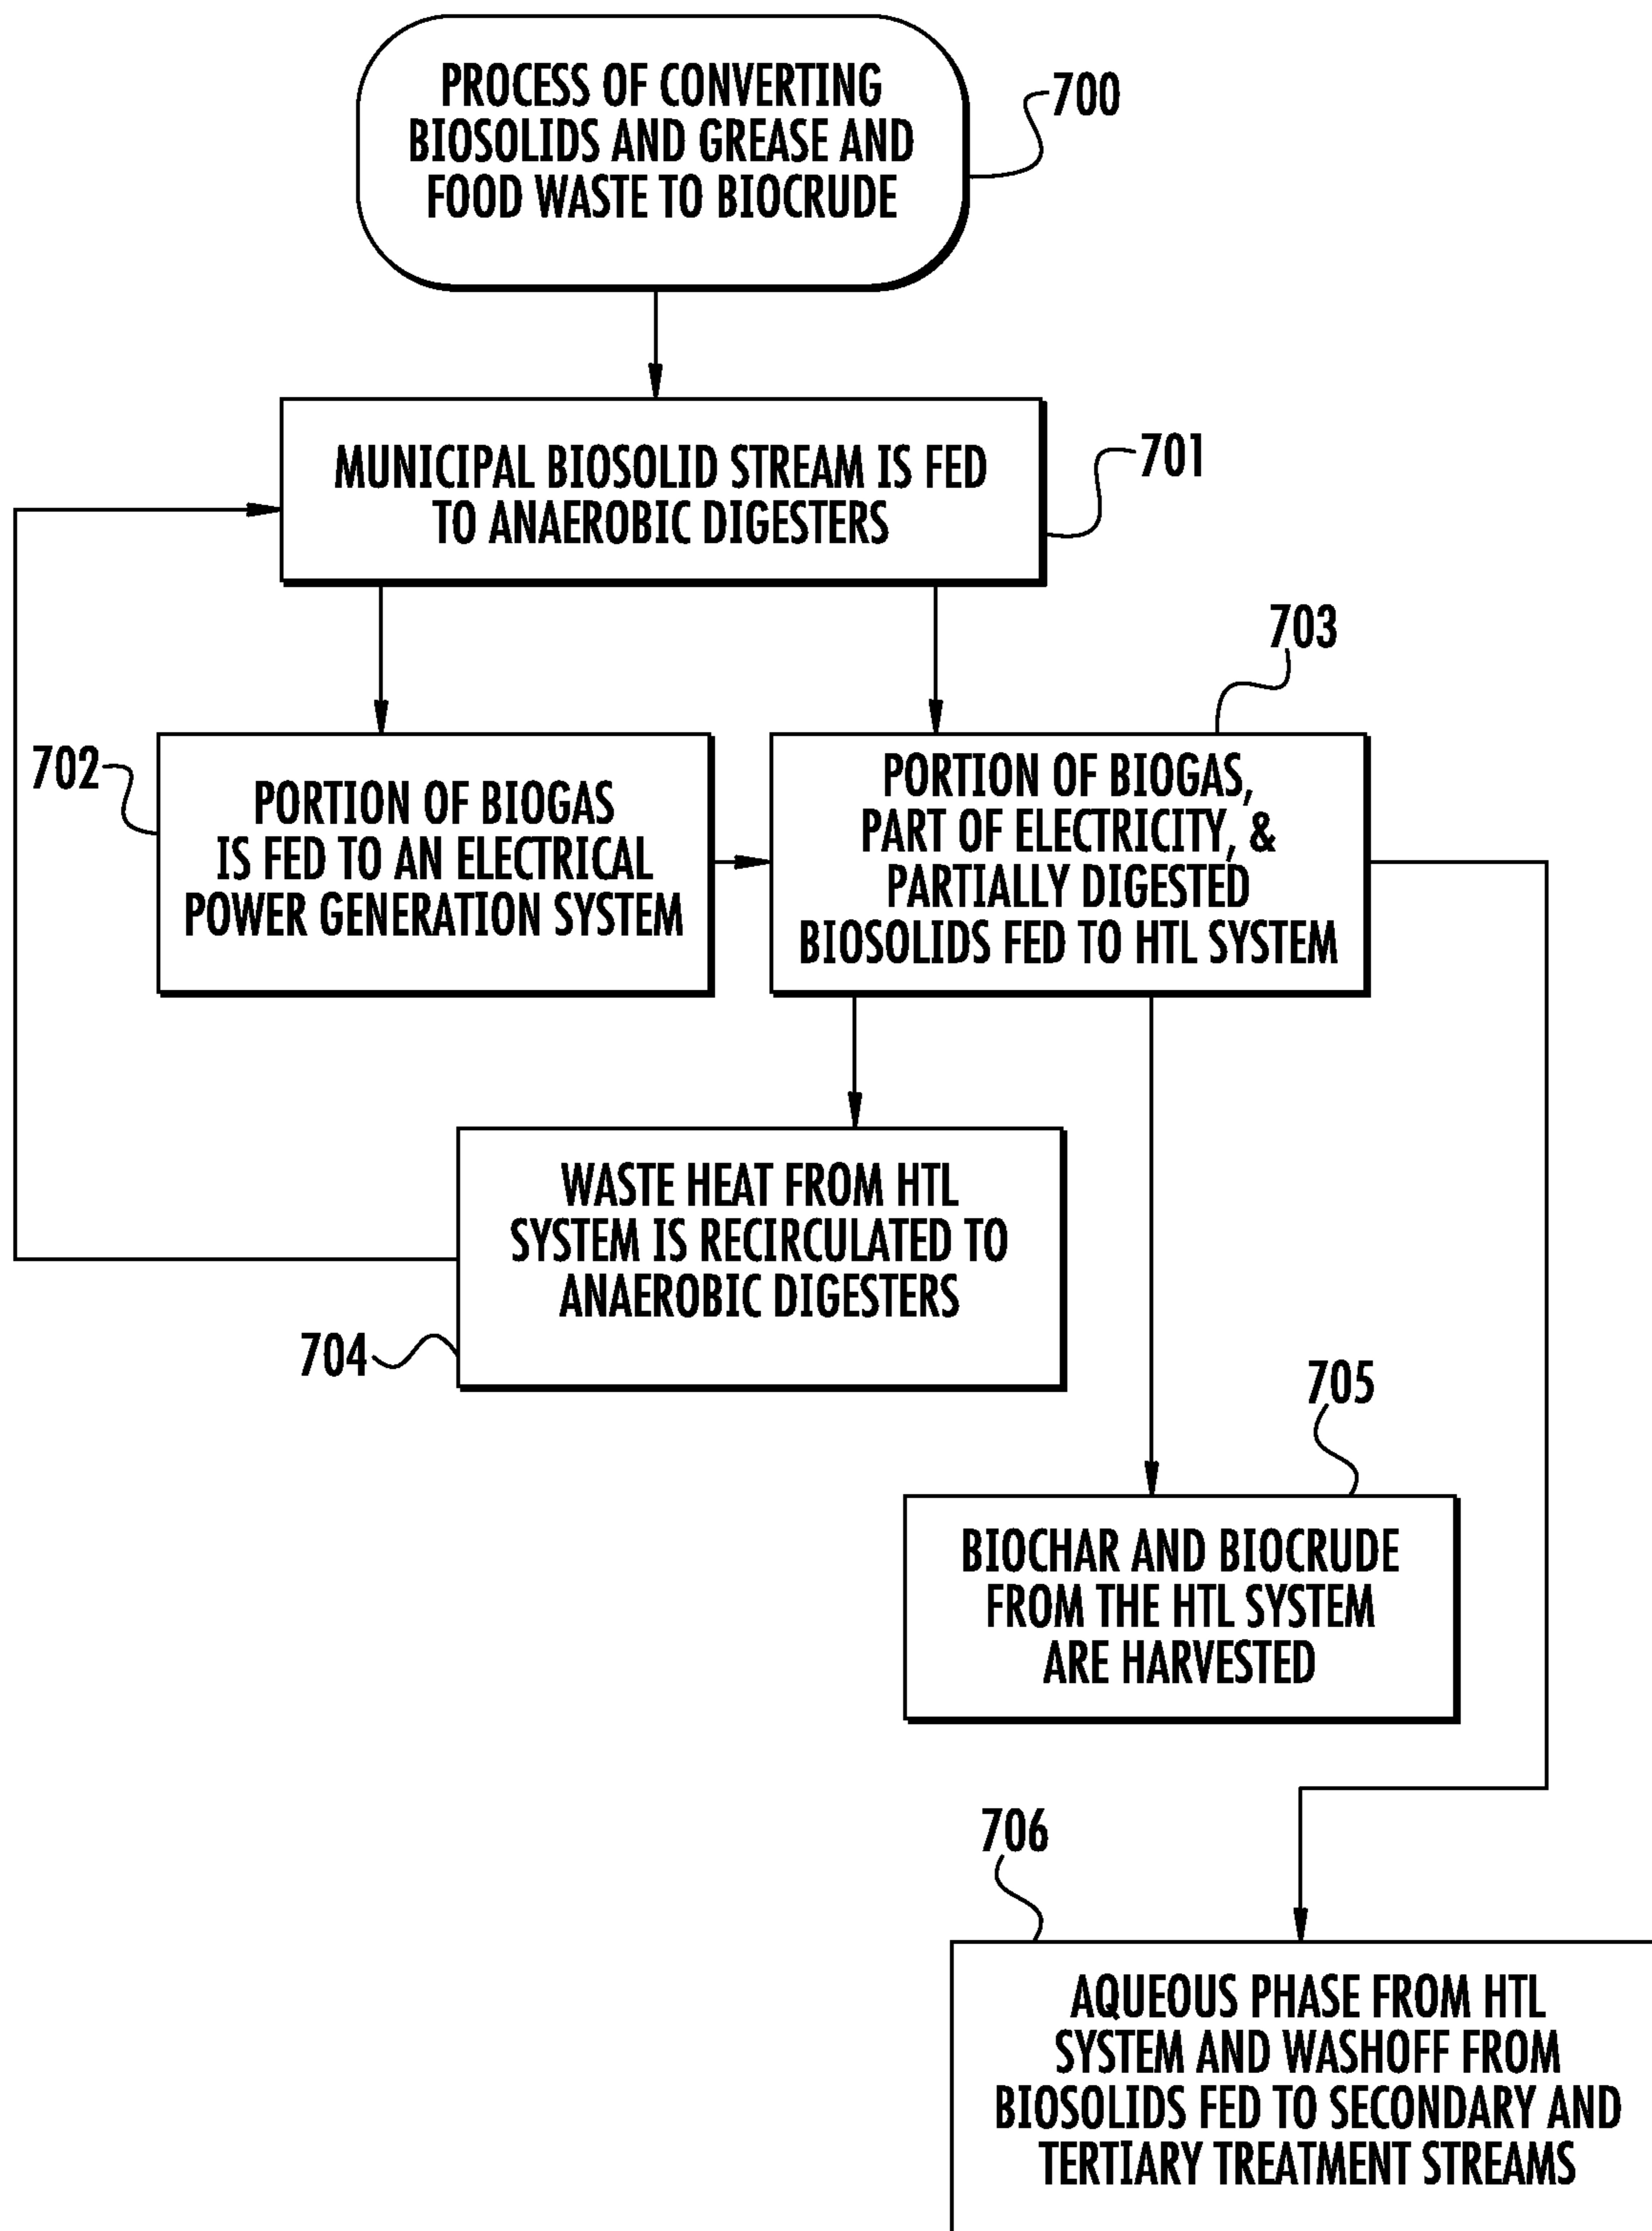 PROCESS OF CONVERTING
BIOSOLIDS AND GREASE AND
FOOD WASTE TO BIOCRUDE
700
MUNICIPAL BIOSOLID STREAM IS FED
TO ANAEROBIC DIGESTERS
701
702
PORTION OF BIOGAS
IS FED TO AN ELECTRICAL
POWER GENERATION SYSTEM
703
PORTION OF BIOGAS,
PART OF ELECTRICITY, &
PARTIALLY DIGESTED
BIOSOLIDS FED TO HTL SYSTEM
WASTE HEAT FROM HTL
SYSTEM IS RECIRCULATED TO
ANAEROBIC DIGESTERS
704
705
BIOCHAR AND BIOCRUDE
FROM THE HTL SYSTEM
ARE HARVESTED
706
AQUEOUS PHASE FROM HTL
SYSTEM AND WASHOFF FROM
BIOSOLIDS FED TO SECONDARY AND
TERTIARY TREATMENT STREAMS